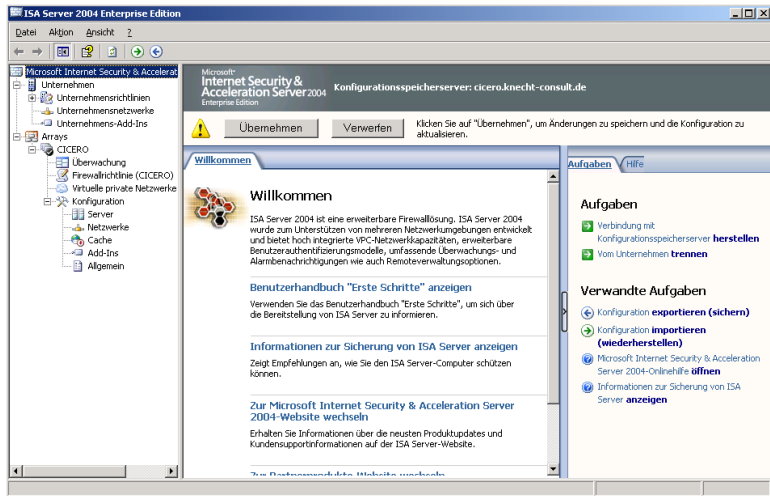 ISA Server 2004 Enterprise Edition
Datei Aktion Ansicht ?
Microsoft Internet Security & Accelerat
Unternehmen
Unternehmensrichtlinien
Unternehmensnetzwerke
Unternehmens-Add-Ins
Arrays
CICERO
Überwachung
Firewallrichtlinie (CICERO)
Virtuelle private Netzwerke
Konfiguration
Server
Netzwerke
Cache
Add-Ins
Allgemein
Microsoft
Internet Security &
Acceleration Server 2004
Enterprise Edition
Konfigurationsspeicherserver: cicero.knecht-consult.de
Übernehmen
Verwerfen
Klicken Sie auf "Übernehmen", um Änderungen zu speichern und die Konfiguration zu
aktualisieren.
Willkommen
Willkommen
ISA Server 2004 ist eine erweiterbare Firewalllösung. ISA Server 2004
wurde zum Unterstützen von mehreren Netzwerkumgebungen entwickelt
und bietet hoch integrierte VPC-Netzwerkkapazitäten, erweiterbare
Benutzerauthentifizierungsmodelle, umfassende Überwachungs- und
Alarmbenachrichtigungen wie auch Remoteverwaltungsoptionen.
Benutzerhandbuch "Erste Schritte" anzeigen
Verwenden Sie das Benutzerhandbuch "Erste Schritte", um sich über
die Bereitstellung von ISA Server zu informieren.
Informationen zur Sicherung von ISA Server anzeigen
Zeigt Empfehlungen an, wie Sie den ISA Server-Computer schützen
können.
Zur Microsoft Internet Security & Acceleration Server
2004-Website wechseln
Erhalten Sie Informationen über die neusten Produktupdates und
Kundensupportinformationen auf der ISA Server-Website.
Zur Partnerprodukte-Website wechseln
Aufgaben
Hilfe
Aufgaben
Verbindung mit
Konfigurationsspeicherserver herstellen
Vom Unternehmen trennen
Verwandte Aufgaben
Konfiguration exportieren (sichern)
Konfiguration importieren
(wiederherstellen)
Microsoft Internet Security & Acceleration
Server 2004-Onlinehilfe öffnen
Informationen zur Sicherung von ISA
Server anzeigen